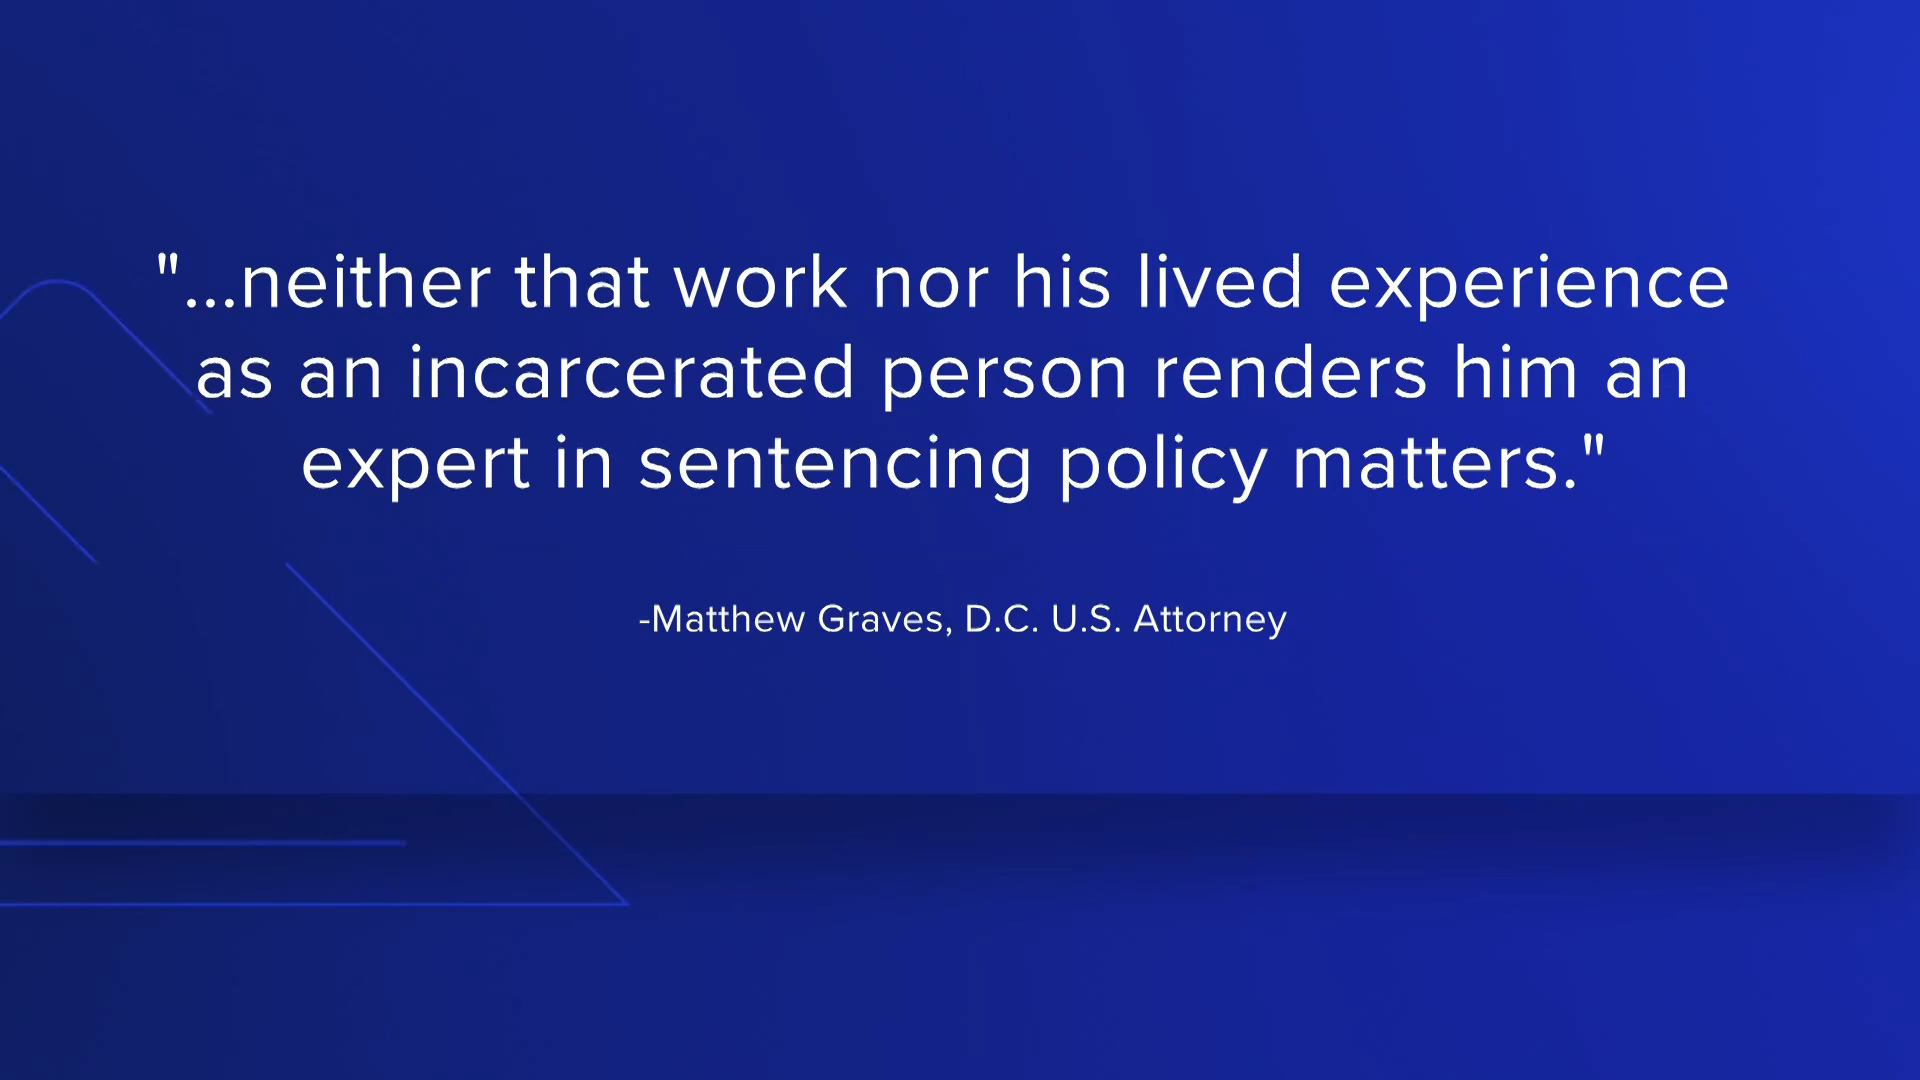 "...neither that work nor his lived experience
as an incarcerated person renders him an
expert in sentencing policy matters."
-Matthew Graves, D.C. U.S. Attorney